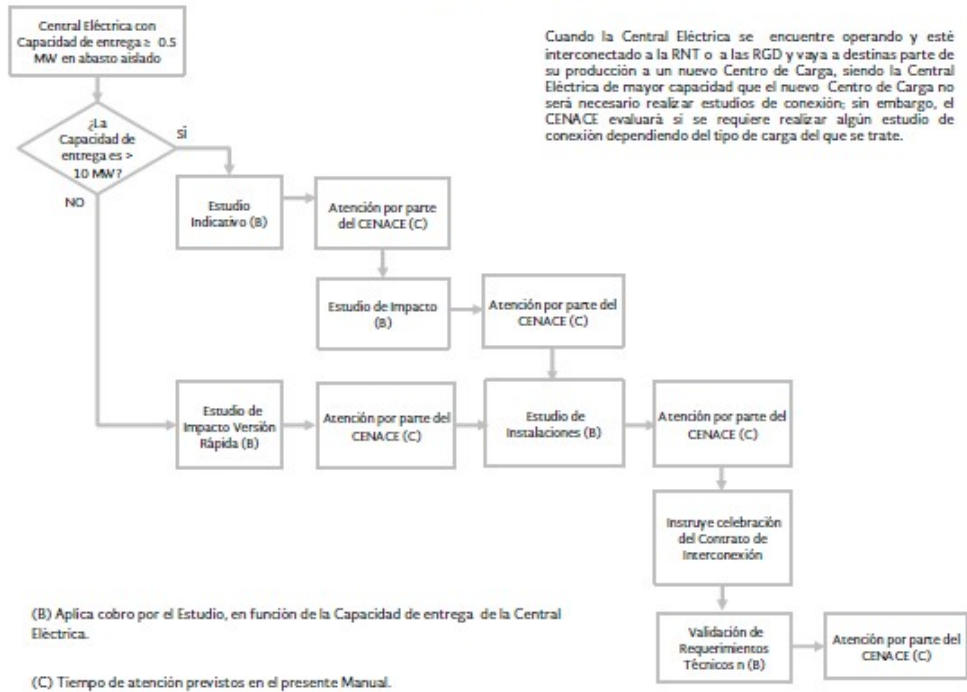 Central Eléctrica con
Capacidad de entrega ≥ 0.5
MW en abasto aislado
Cuando la Central Eléctrica se encuentre operando y esté
interconectado a la RNT o a las RGD y vaya a destinas parte de
su producción a un nuevo Centro de Carga, siendo la Central
Eléctrica de mayor capacidad que el nuevo Centro de Carga no
será necesario realizar estudios de conexión; sin embargo, el
CENACE evaluará si se requiere realizar algún estudio de
conexión dependiendo del tipo de carga del que se trate.
¿La
Capacidad de
entrega es >
10 MW?
SÍ
NO
Estudio
Indicativo (B)
Atención por parte
del CENACE (C)
Estudio de Impacto
(B)
Atención por parte del
CENACE (C)
Estudio de
Impacto Versión
Rápida (B)
Atención por parte del
CENACE (C)
Estudio de
Instalaciones (B)
Atención por parte del
CENACE (C)
Instruye celebración
del Contrato de
Interconexión
Validación de
Requerimientos
Técnicos n (B)
Atención por parte del
CENACE (C)
(B) Aplica cobro por el Estudio, en función de la Capacidad de entrega de la Central
Eléctrica.
(C) Tiempo de atención previstos en el presente Manual.